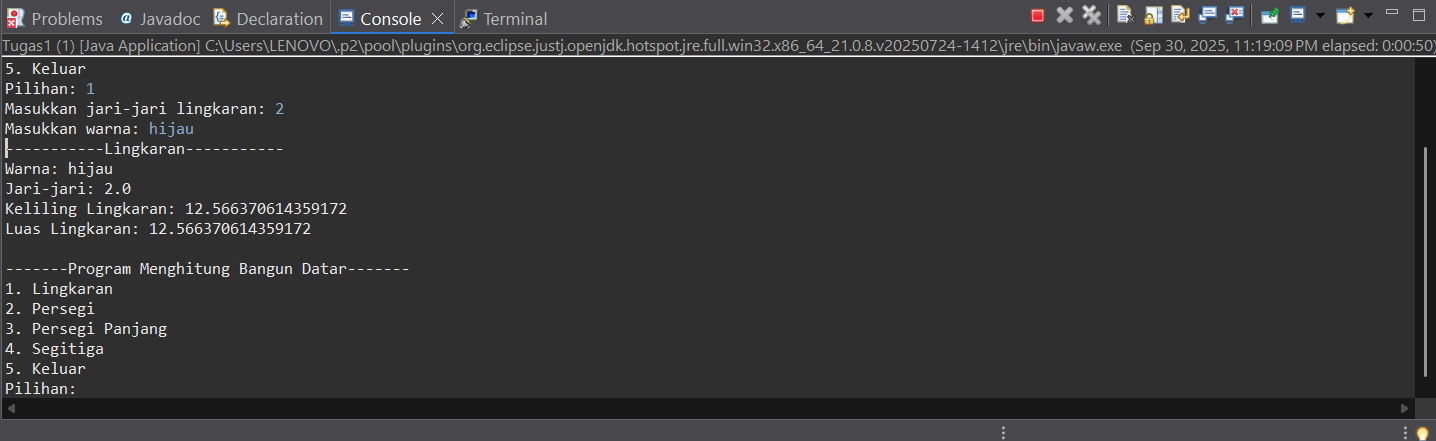 Problems @ Javadoc Declaration Console Terminal
Tugas1 (1) [Java Application] C:\Users\LENOVO\.p2\pool\plugins\org.eclipse.justj.openjdk.hotspot.jre.full.win32.x86_64_21.0.8.v20250724-1412\jre\bin\javaw.exe (Sep 30, 2025, 11:19:09 PM elapsed: 0:00:50)
5. Keluar
Pilihan: 1
Masukkan jari-jari lingkaran: 2
Masukkan warna: hijau
-----------Lingkaran-----------
Warna: hijau
Jari-jari: 2.0
Keliling Lingkaran: 12.566370614359172
Luas Lingkaran: 12.566370614359172
-------Program Menghitung Bangun Datar-------
1. Lingkaran
2. Persegi
3. Persegi Panjang
4. Segitiga
5. Keluar
Pilihan: